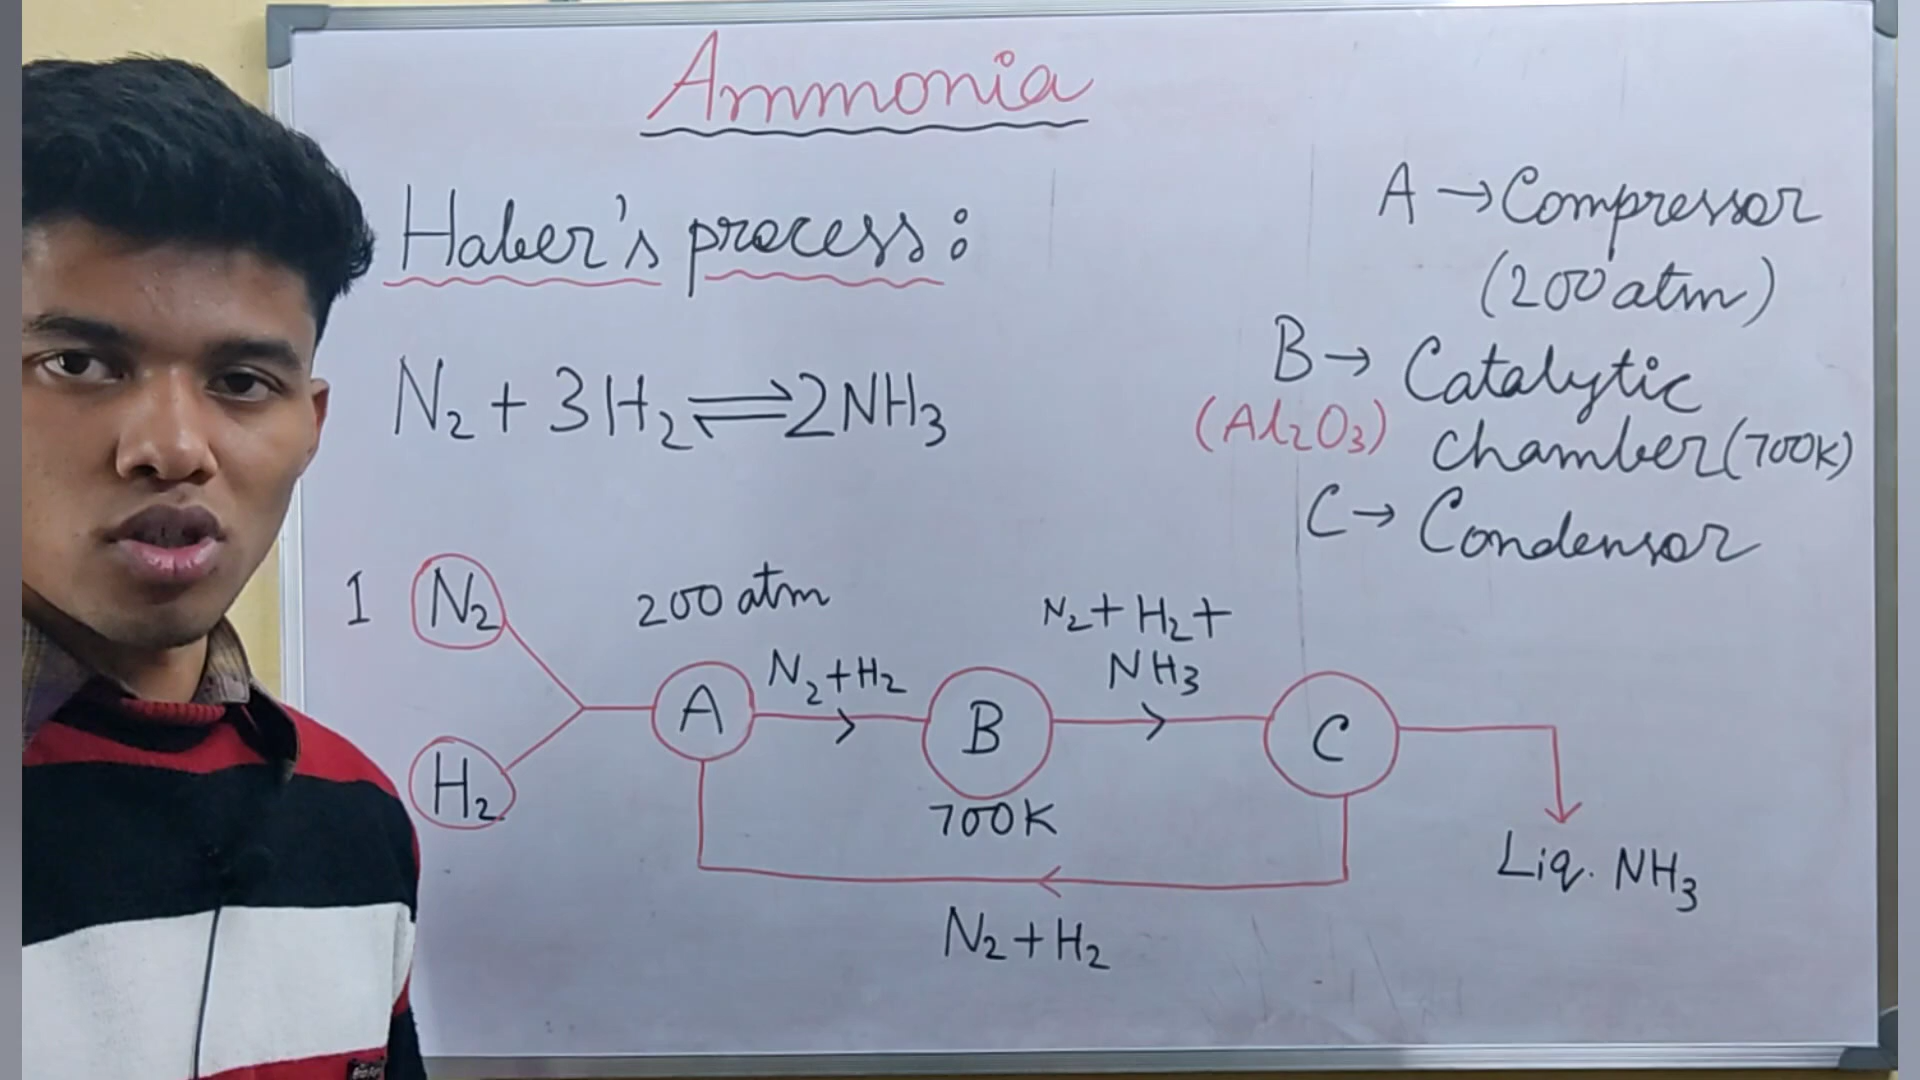 Ammonia
Haber's process:
N₂ + 3H₂ ⇌ 2NH₃
A → Compressor
(200 atm)
B → Catalytic
(Al₂O₃) chamber (700K)
C → Condensor
1 N₂
200 atm
N₂ + H₂
N₂ + H₂ +
NH₃
A
B
C
H₂
700K
Liq. NH₃
N₂ + H₂